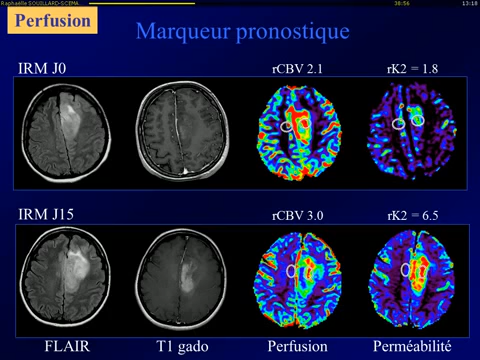 Raphaëlle SOUILLARD-SCEMA
38:56
13:18
Perfusion
Marqueur pronostique
IRM J0
rCBV 2.1
rK2 = 1.8
IRM J15
rCBV 3.0
rK2 = 6.5
FLAIR
T1 gado
Perfusion
Perméabilité